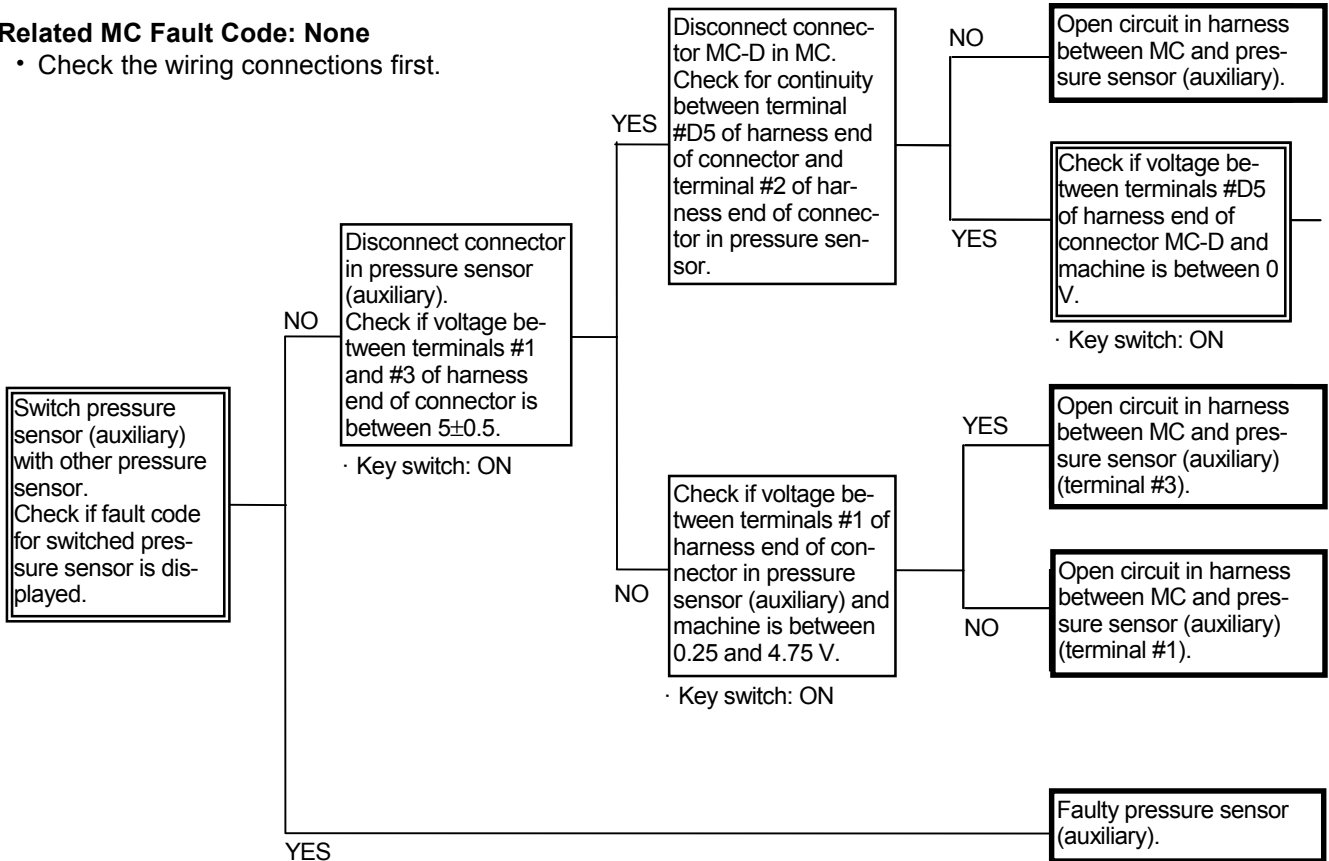 Related MC Fault Code: None
• Check the wiring connections first.
Switch pressure
sensor (auxiliary)
with other pressure
sensor.
Check if fault code
for switched pres-
sure sensor is dis-
played.
NO
YES
Disconnect connector
in pressure sensor
(auxiliary).
Check if voltage be-
tween terminals #1
and #3 of harness
end of connector is
between 5±0.5.
· Key switch: ON
YES
NO
Disconnect connec-
tor MC-D in MC.
Check for continuity
between terminal
#D5 of harness end
of connector and
terminal #2 of har-
ness end of connec-
tor in pressure sen-
sor.
NO
YES
Open circuit in harness
between MC and pres-
sure sensor (auxiliary).
Check if voltage be-
tween terminals #D5
of harness end of
connector MC-D and
machine is between 0
V.
· Key switch: ON
Check if voltage be-
tween terminals #1 of
harness end of con-
nector in pressure
sensor (auxiliary) and
machine is between
0.25 and 4.75 V.
· Key switch: ON
YES
NO
Open circuit in harness
between MC and pres-
sure sensor (auxiliary)
(terminal #3).
Open circuit in harness
between MC and pres-
sure sensor (auxiliary)
(terminal #1).
Faulty pressure sensor
(auxiliary).